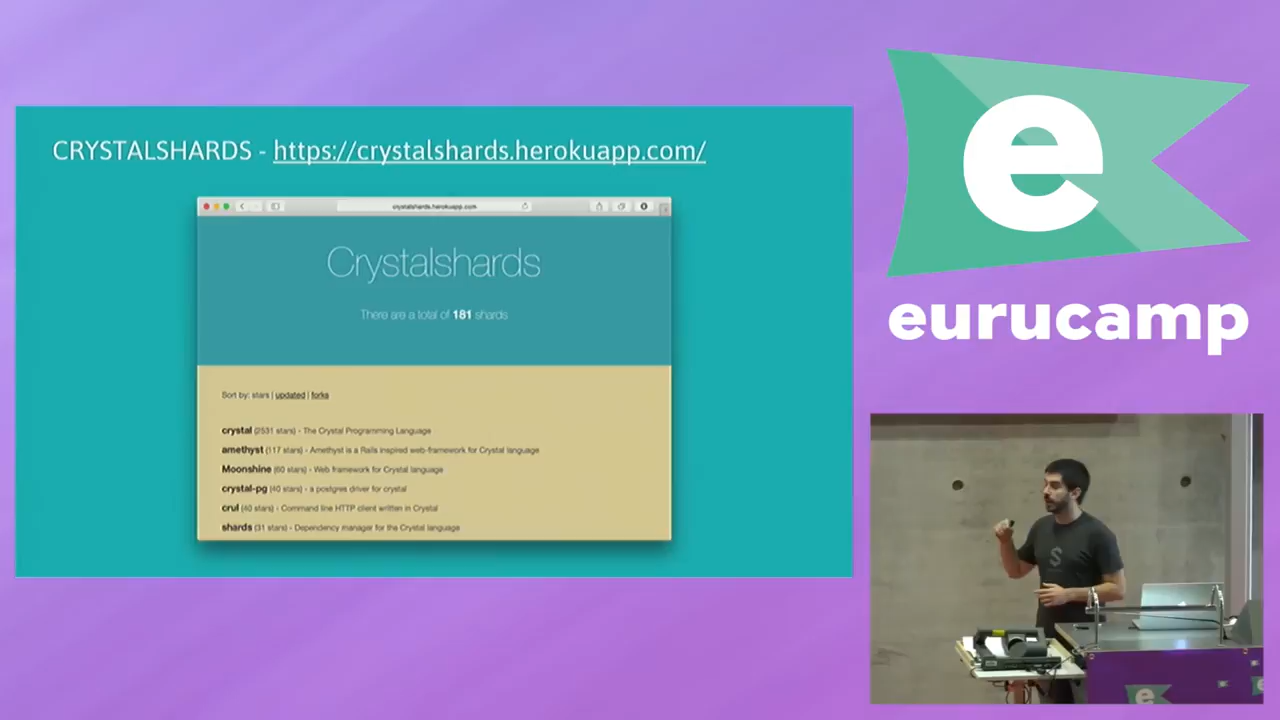 CRYSTALSHARDS - https://crystalshards.herokuapp.com/
crystalshards.herokuapp.com
Crystalshards
There are a total of 181 shards
Sort by: stars | updated | forks
crystal (2531 stars) - The Crystal Programming Language
amethyst (117 stars) - Amethyst is a Rails inspired web-framework for Crystal language
Moonshine (60 stars) - Web framework for Crystal language
crystal-pg (40 stars) - a postgres driver for crystal
crul (40 stars) - Command line HTTP client written in Crystal
shards (31 stars) - Dependency manager for the Crystal language
e
eurucamp
S
e